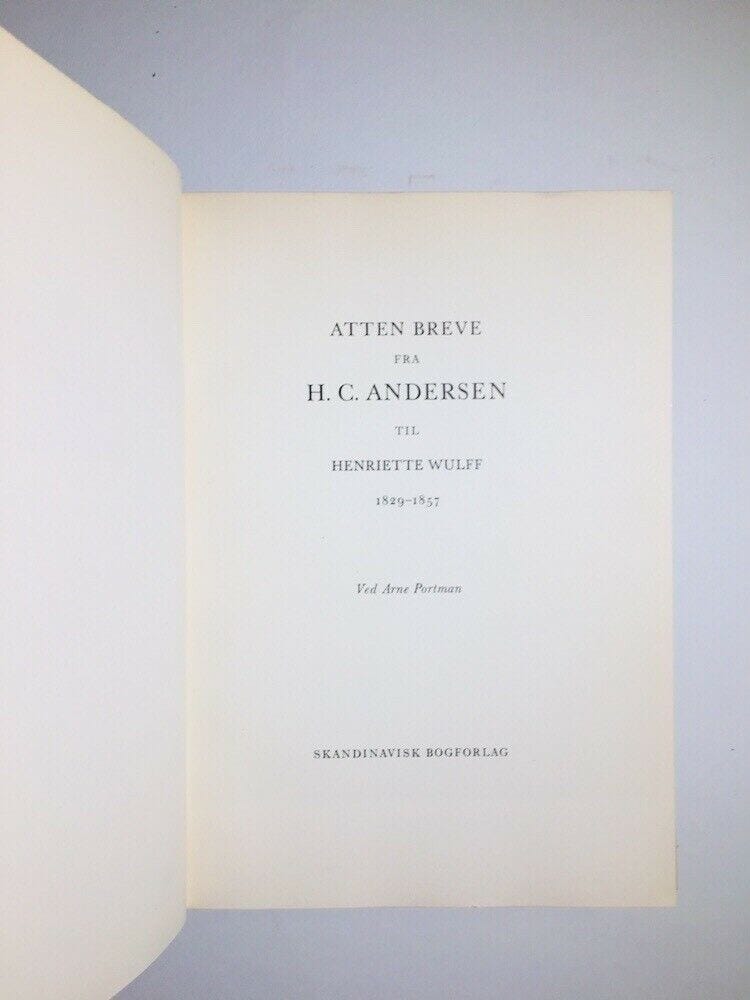 ATTEN BREVE
FRA
H. C. ANDERSEN
TIL
HENRIETTE WULFF
1829–1857
Ved Arne Portman
SKANDINAVISK BOGFORLAG